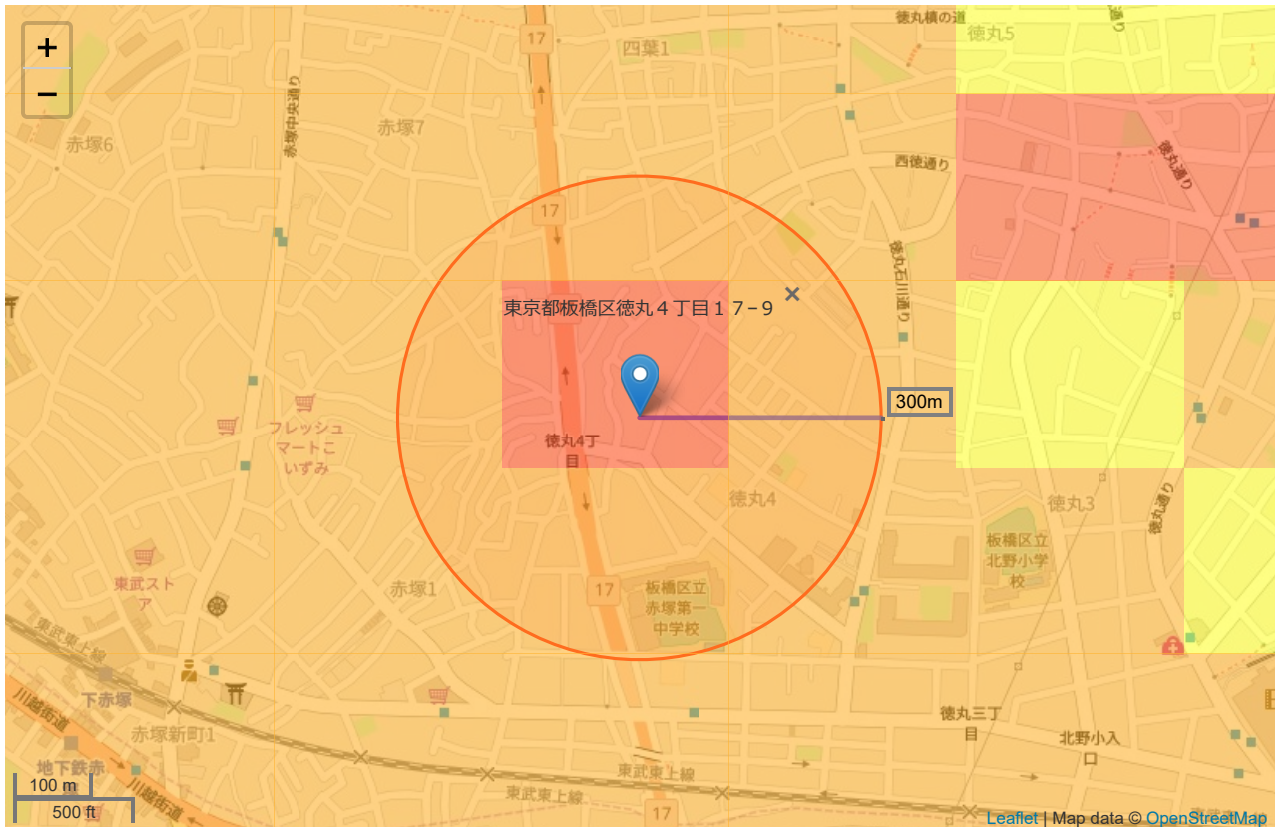 徳丸横の道
17
四葉1
徳丸5
通り
+
−
赤塚中央通り
赤塚7
赤塚6
西徳通り
徳丸通り
17
徳丸石川通り
東京都板橋区徳丸４丁目１７−９
×
300m
フレッシュ
マートこ
いずみ
徳丸4丁
目
徳丸4
徳丸3
徳丸通り
板橋区立
北野小学
校
東武スト
ア
赤塚1
17
板橋区立
赤塚第一
中学校
東武東上線
下赤塚
川越街道
赤塚新町1
徳丸三丁
目
北野小入
口
地下鉄赤
東武東上線
100 m
川越街道
東武東上線
500 ft
17
Leaflet | Map data © OpenStreetMap